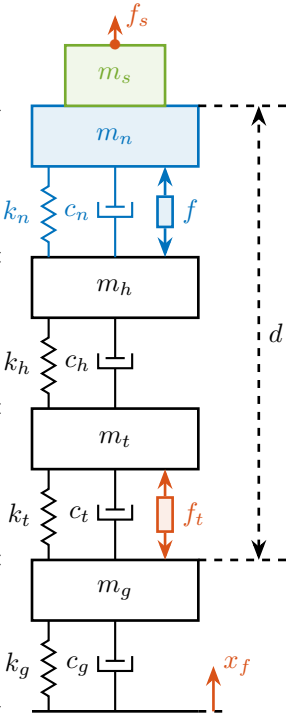 f_s
m_s
m_n
k_n c_n f
m_h
d
k_h c_h
m_t
k_t c_t f_t
m_g
k_g c_g x_f